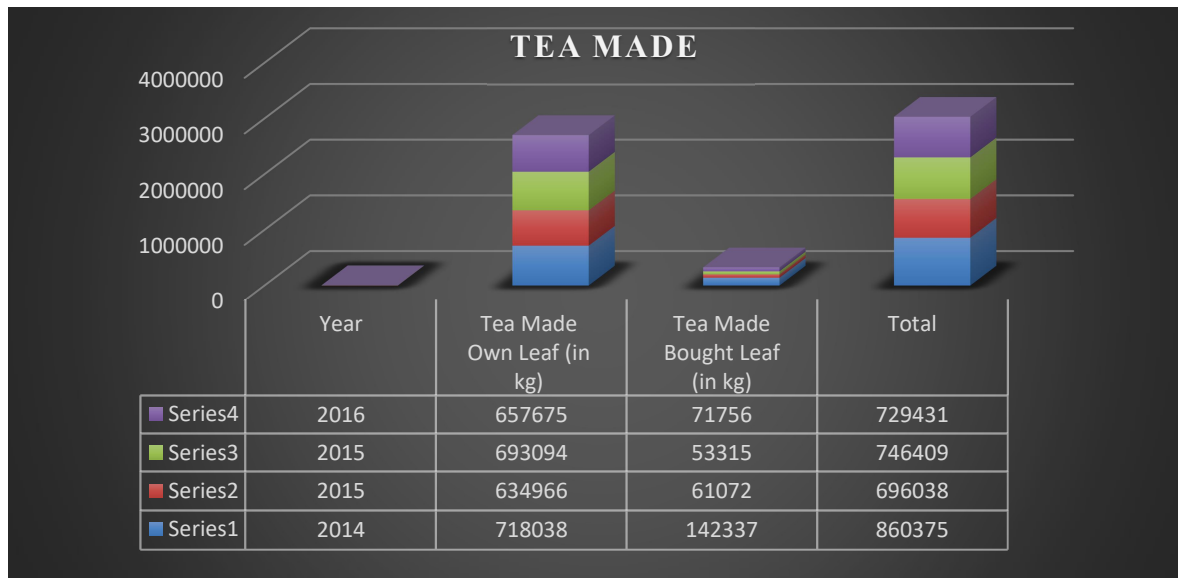 TEA MADE
4000000
3000000
2000000
1000000
0
Year
Tea Made
Own Leaf (in
kg)
Tea Made
Bought Leaf
(in kg)
Total
Series4 2016 657675 71756 729431
Series3 2015 693094 53315 746409
Series2 2015 634966 61072 696038
Series1 2014 718038 142337 860375